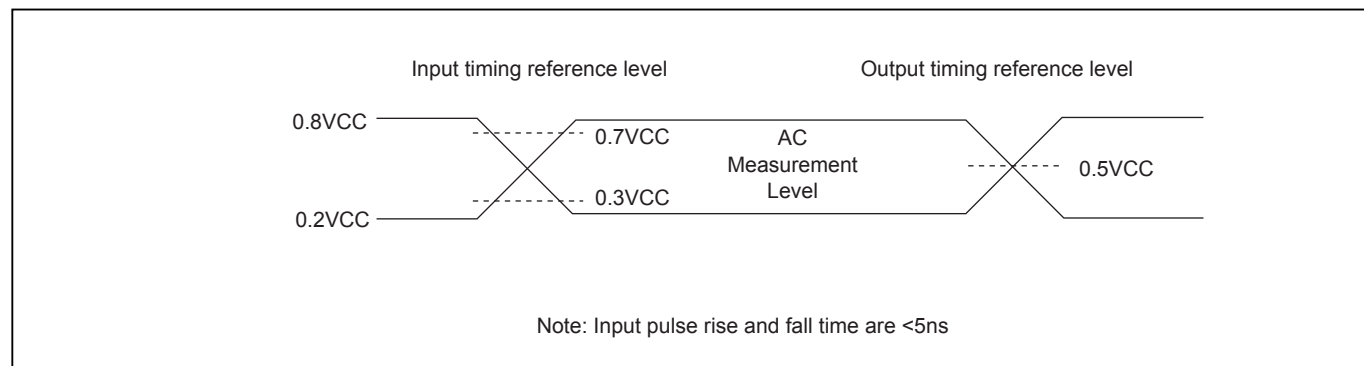 Input timing reference level
Output timing reference level
0.8VCC
0.7VCC
AC
Measurement
Level
0.5VCC
0.3VCC
0.2VCC
Note: Input pulse rise and fall time are <5ns